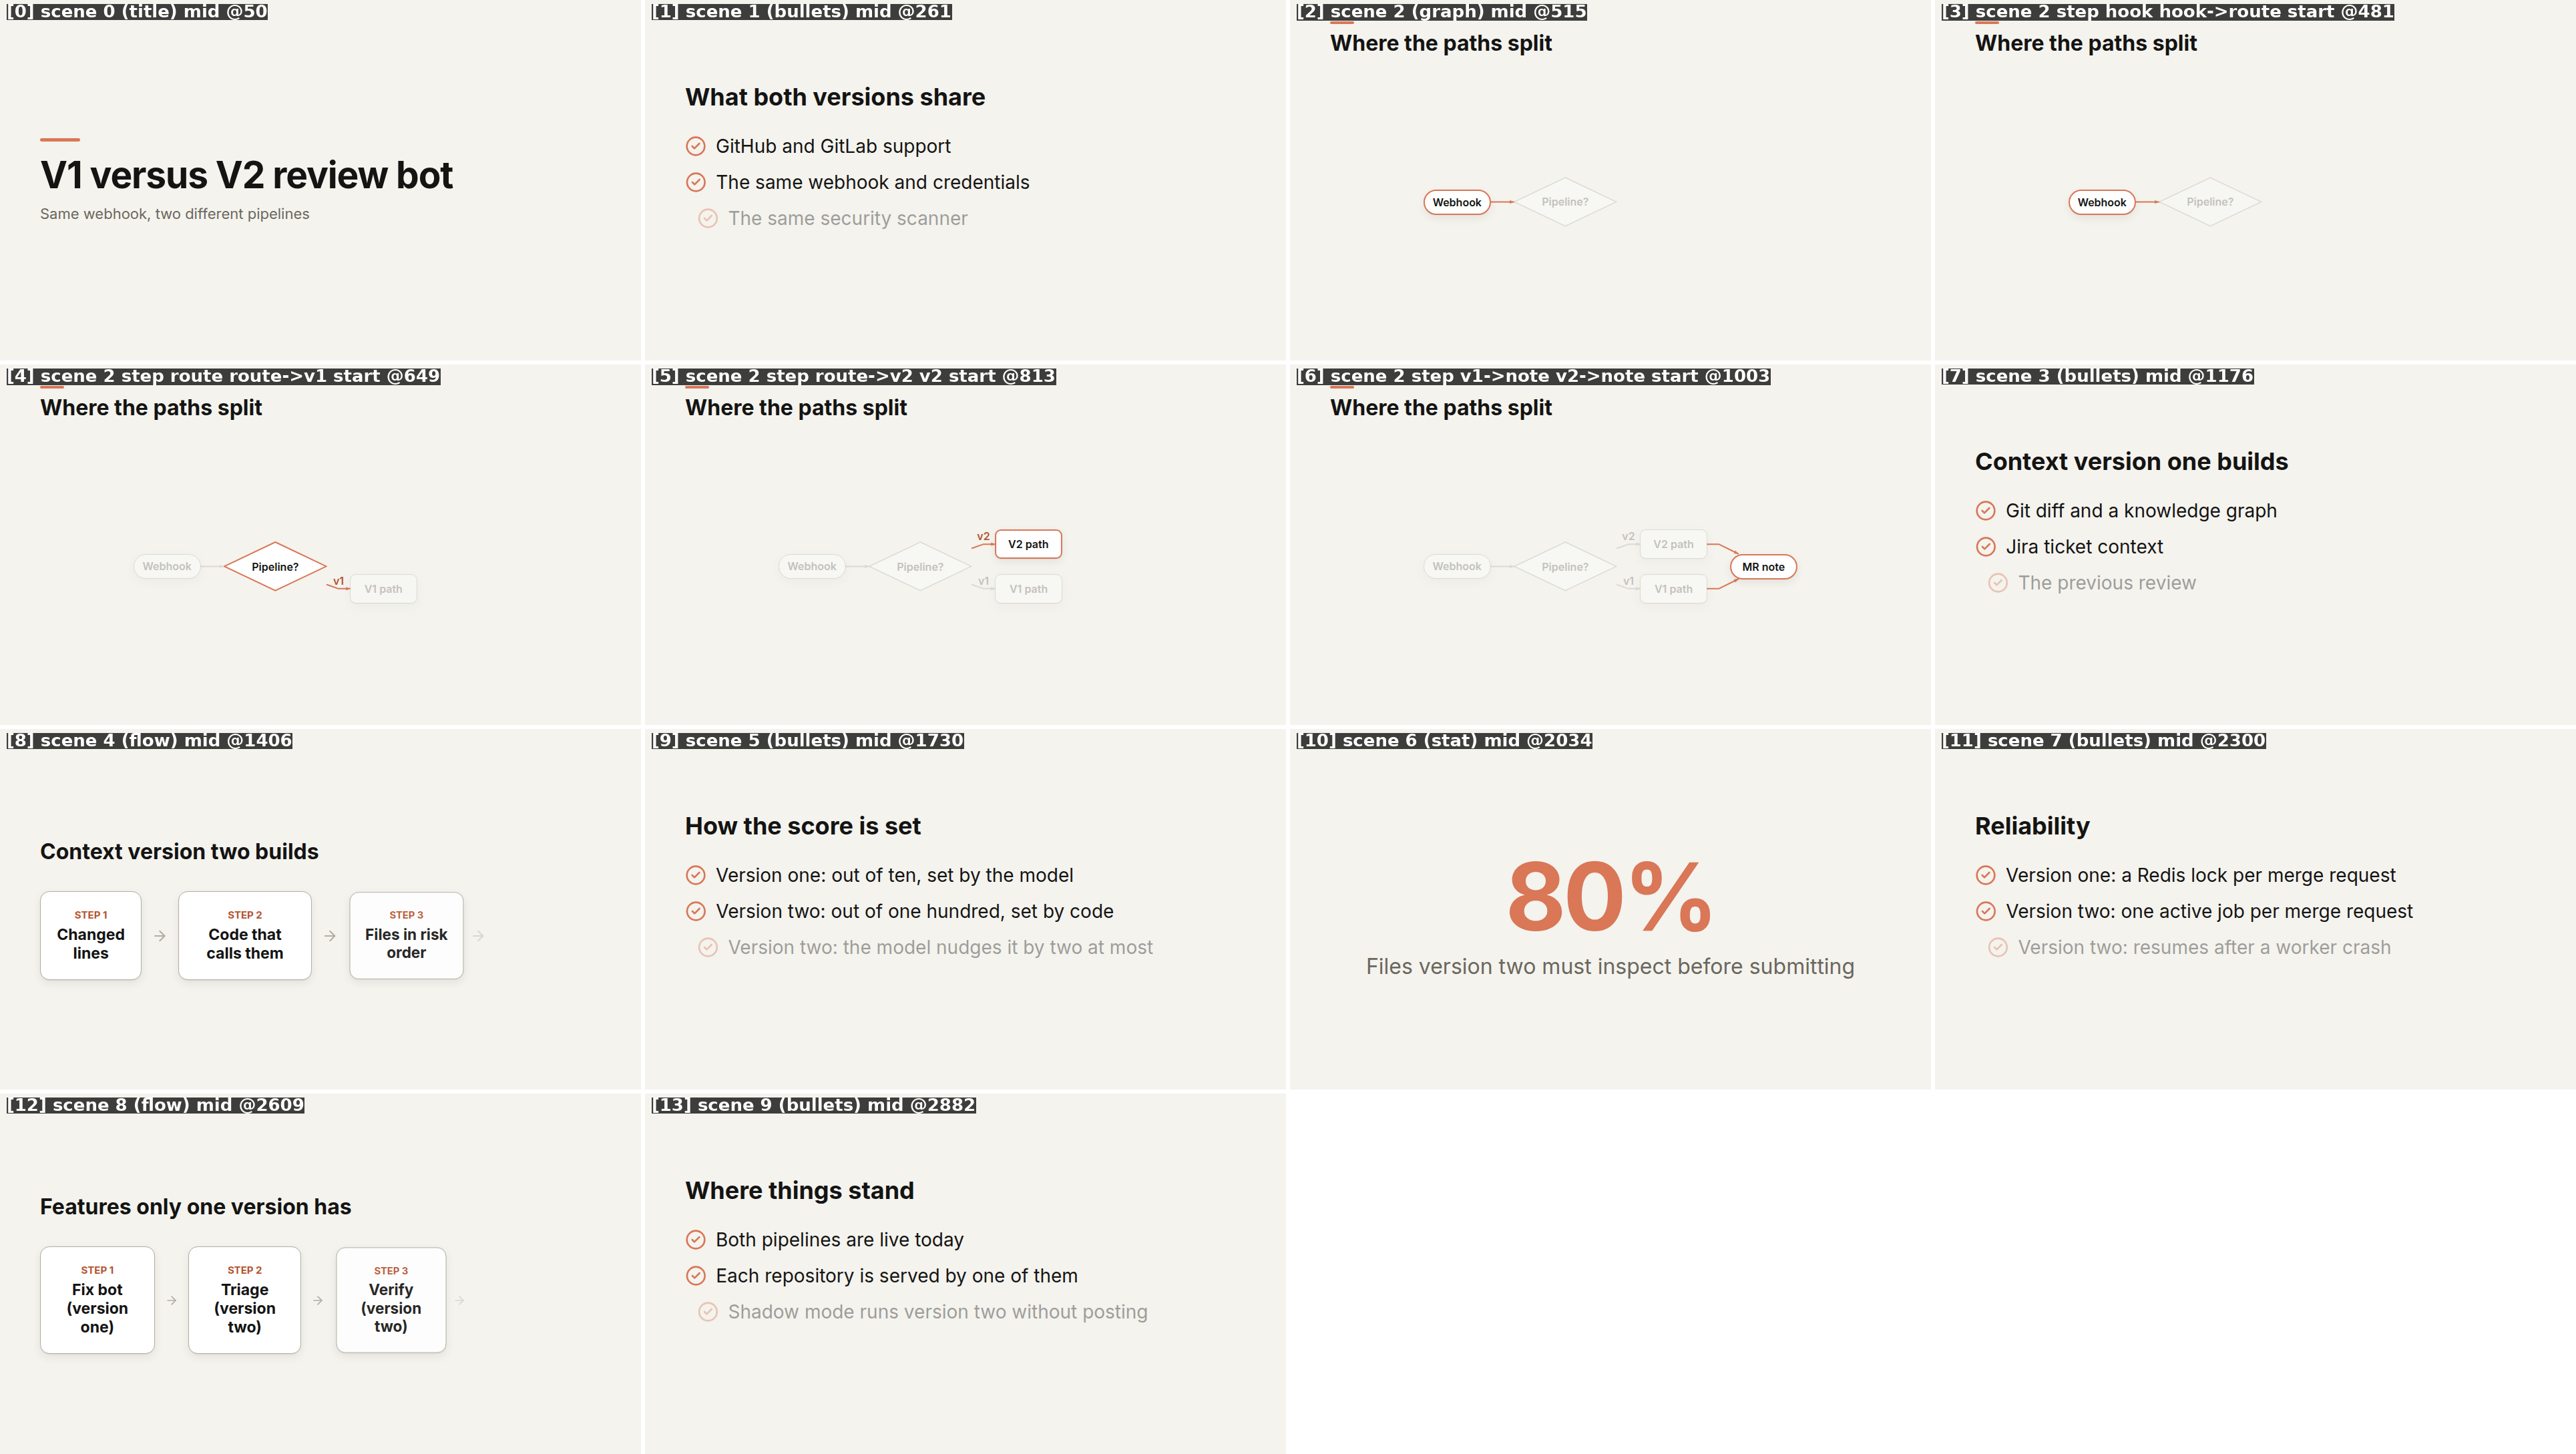 [0] scene 0 (title) mid @50
V1 versus V2 review bot
Same webhook, two different pipelines
[1] scene 1 (bullets) mid @261
What both versions share
GitHub and GitLab support
The same webhook and credentials
The same security scanner
[2] scene 2 (graph) mid @515
Where the paths split
Webhook
Pipeline?
[3] scene 2 step hook hook->route start @481
Where the paths split
Webhook
Pipeline?
[4] scene 2 step route route->v1 start @649
Where the paths split
Webhook
Pipeline?
v1
V1 path
[5] scene 2 step route->v2 v2 start @813
Where the paths split
Webhook
Pipeline?
v2
V2 path
v1
V1 path
[6] scene 2 step v1->note v2->note start @1003
Where the paths split
Webhook
Pipeline?
v2
V2 path
v1
V1 path
MR note
[7] scene 3 (bullets) mid @1176
Context version one builds
Git diff and a knowledge graph
Jira ticket context
The previous review
[8] scene 4 (flow) mid @1406
Context version two builds
STEP 1
Changed
lines
STEP 2
Code that
calls them
STEP 3
Files in risk
order
[9] scene 5 (bullets) mid @1730
How the score is set
Version one: out of ten, set by the model
Version two: out of one hundred, set by code
Version two: the model nudges it by two at most
[10] scene 6 (stat) mid @2034
80%
Files version two must inspect before submitting
[11] scene 7 (bullets) mid @2300
Reliability
Version one: a Redis lock per merge request
Version two: one active job per merge request
Version two: resumes after a worker crash
[12] scene 8 (flow) mid @2609
Features only one version has
STEP 1
Fix bot
(version
one)
STEP 2
Triage
(version
two)
STEP 3
Verify
(version
two)
[13] scene 9 (bullets) mid @2882
Where things stand
Both pipelines are live today
Each repository is served by one of them
Shadow mode runs version two without posting